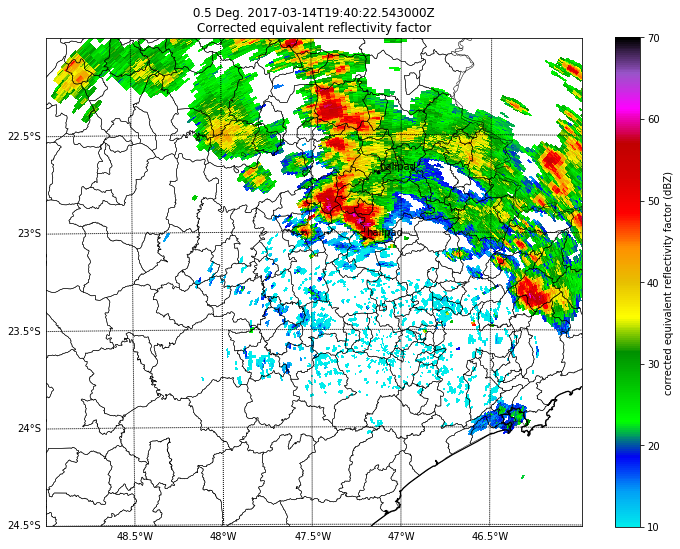 0.5 Deg. 2017-03-14T19:40:22.543000Z
Corrected equivalent reflectivity factor
22.5°S
23°S
23.5°S
24°S
24.5°S
48.5°W
48°W
47.5°W
47°W
46.5°W
hailpad
hailpad
70
60
50
40
30
20
10
corrected equivalent reflectivity factor (dBZ)